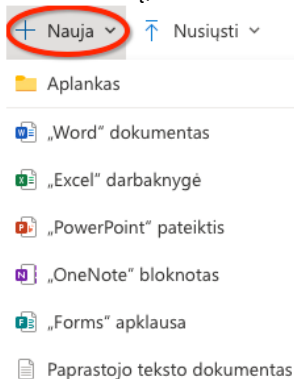 Nauja Nusiųsti
Aplankas
„Word“ dokumentas
„Excel“ darbaknygė
„PowerPoint“ pateiktis
„OneNote“ bloknotas
„Forms“ apklausa
Paprastojo teksto dokumentas